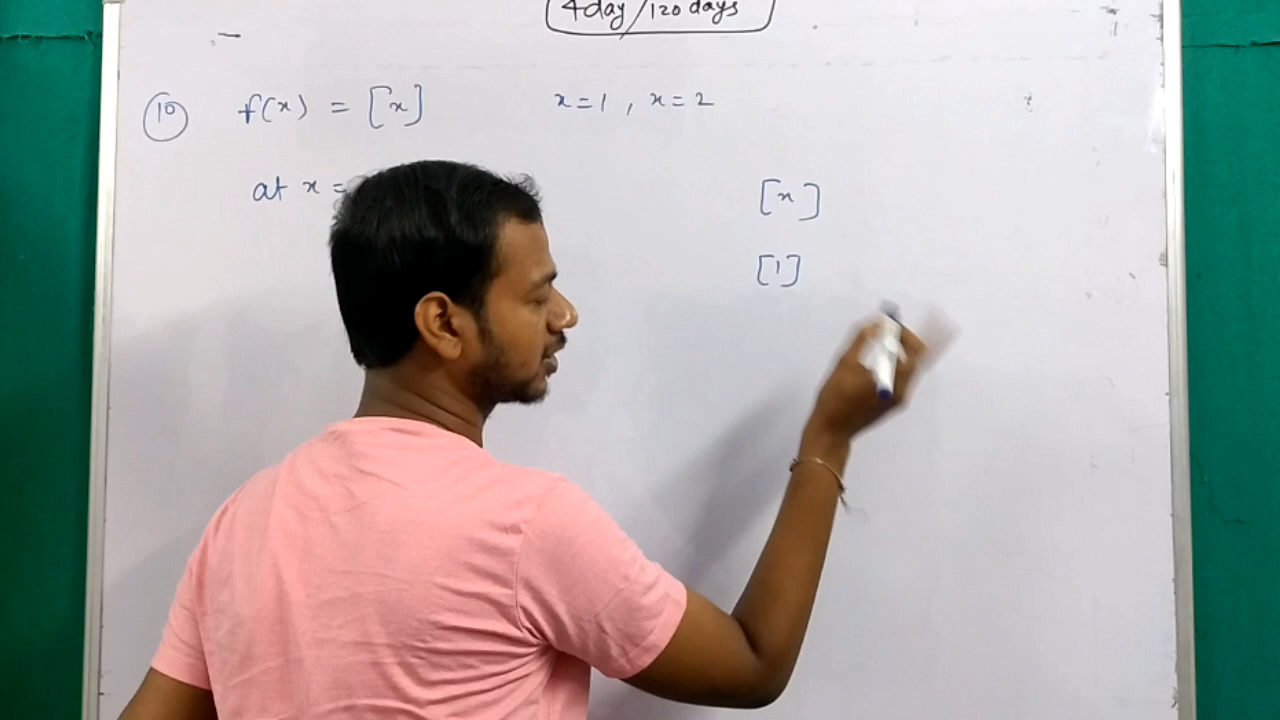 4day/120 days
10 f(x) = [x] x=1 , x=2
at x=
[x]
[1]